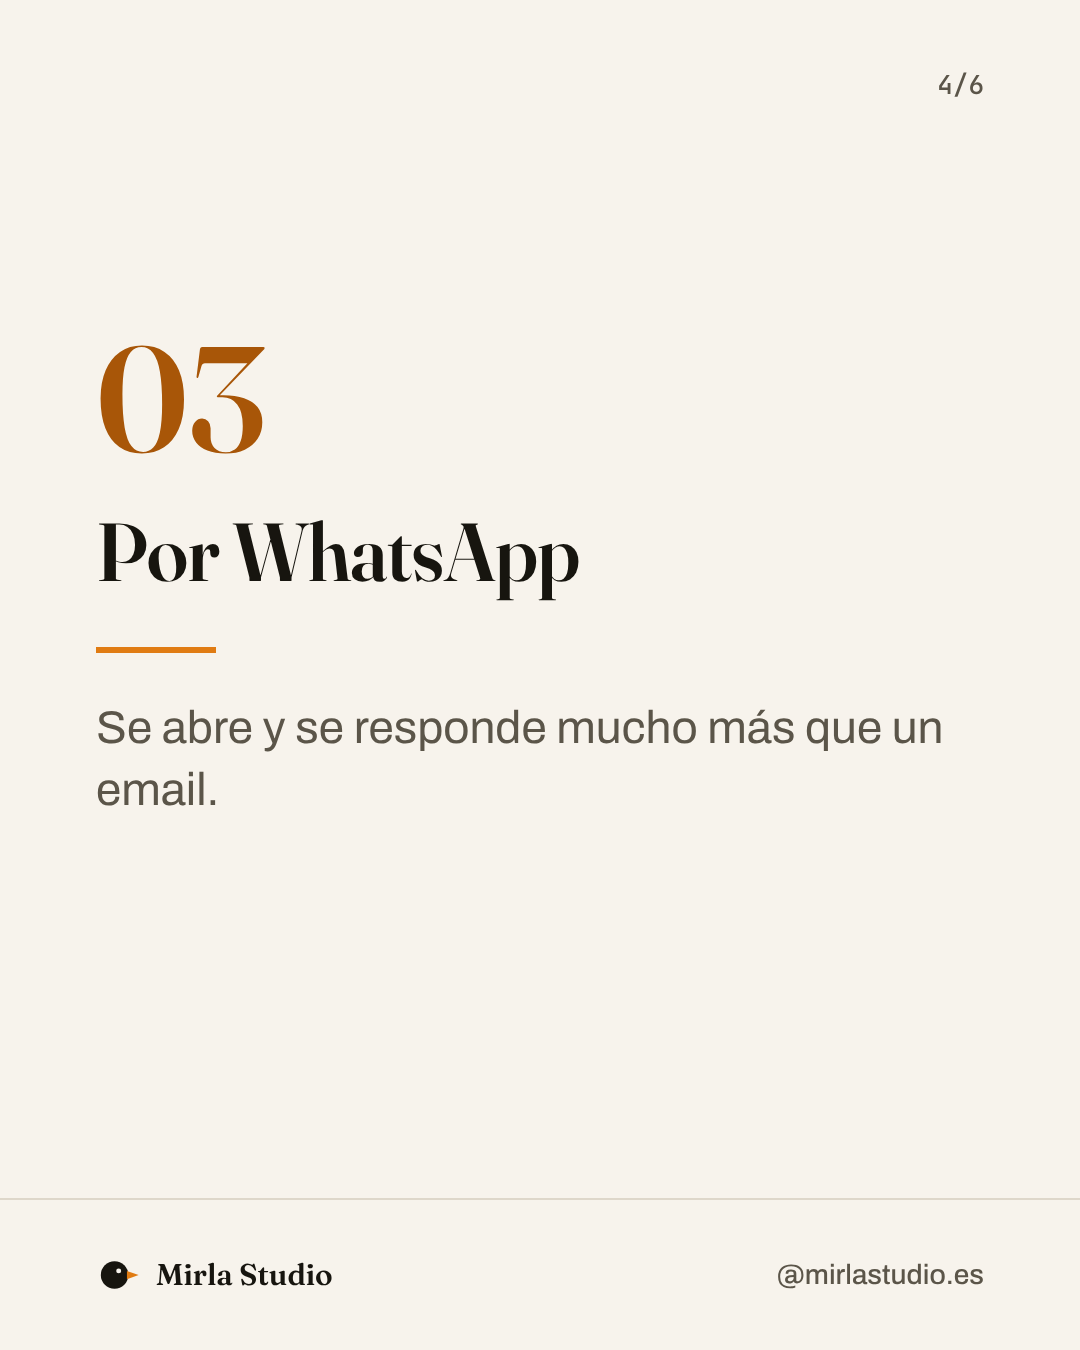 4/6
03
Por WhatsApp
Se abre y se responde mucho más que un
email.
Mirla Studio
@mirlastudio.es